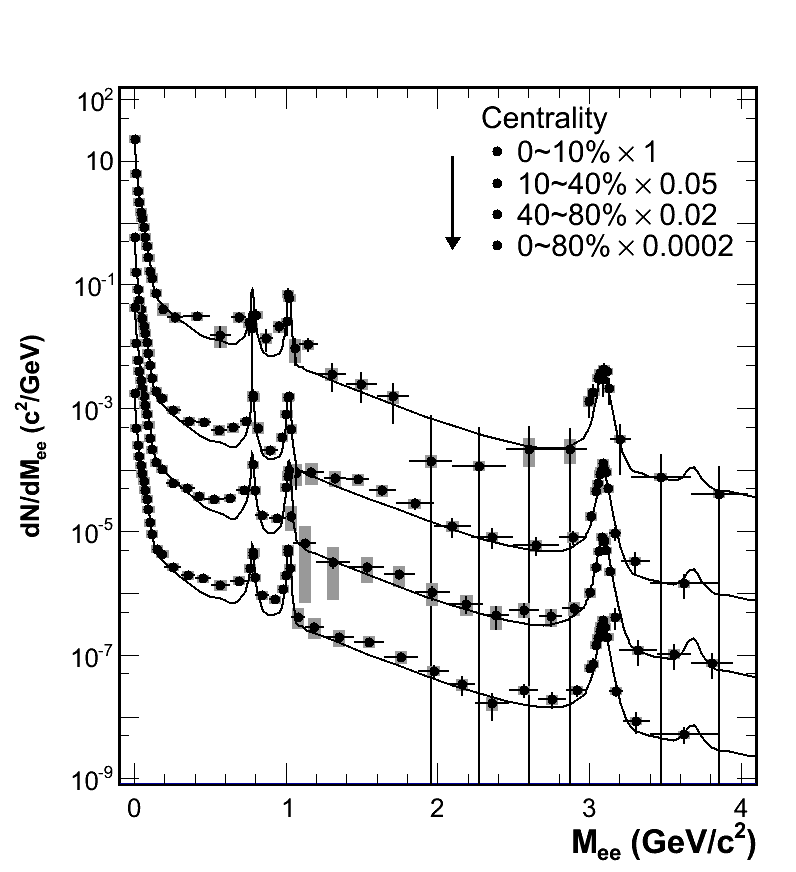 Centrality
0~10% × 1
10~40% × 0.05
40~80% × 0.02
0~80% × 0.0002
10²
10
10⁻¹
10⁻³
10⁻⁵
10⁻⁷
10⁻⁹
dN/dMₑₑ (c²/GeV)
0 1 2 3 4
Mₑₑ (GeV/c²)